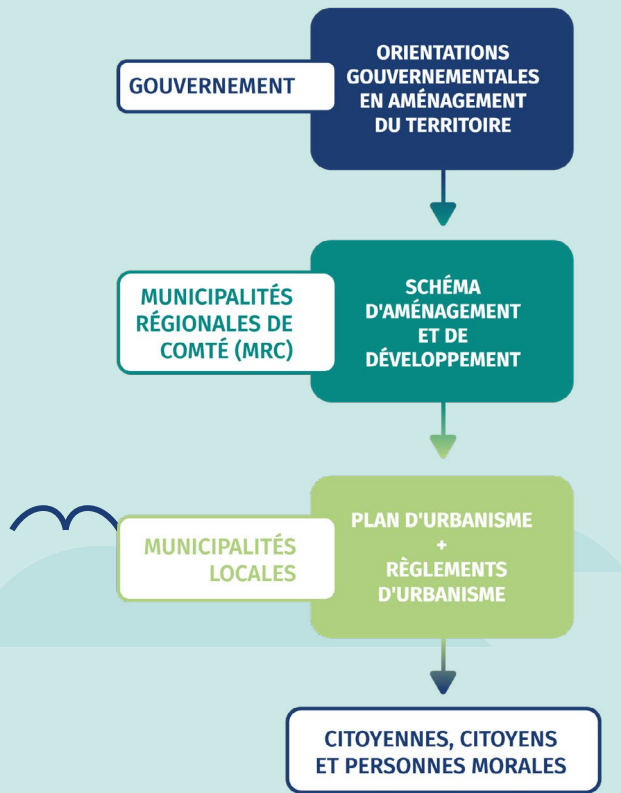 GOUVERNEMENT
ORIENTATIONS
GOUVERNEMENTALES
EN AMÉNAGEMENT
DU TERRITOIRE
MUNICIPALITÉS
RÉGIONALES DE
COMTÉ (MRC)
SCHÉMA
D'AMÉNAGEMENT
ET DE
DÉVELOPPEMENT
MUNICIPALITÉS
LOCALES
PLAN D'URBANISME
+
RÈGLEMENTS
D'URBANISME
CITOYENNES, CITOYENS
ET PERSONNES MORALES